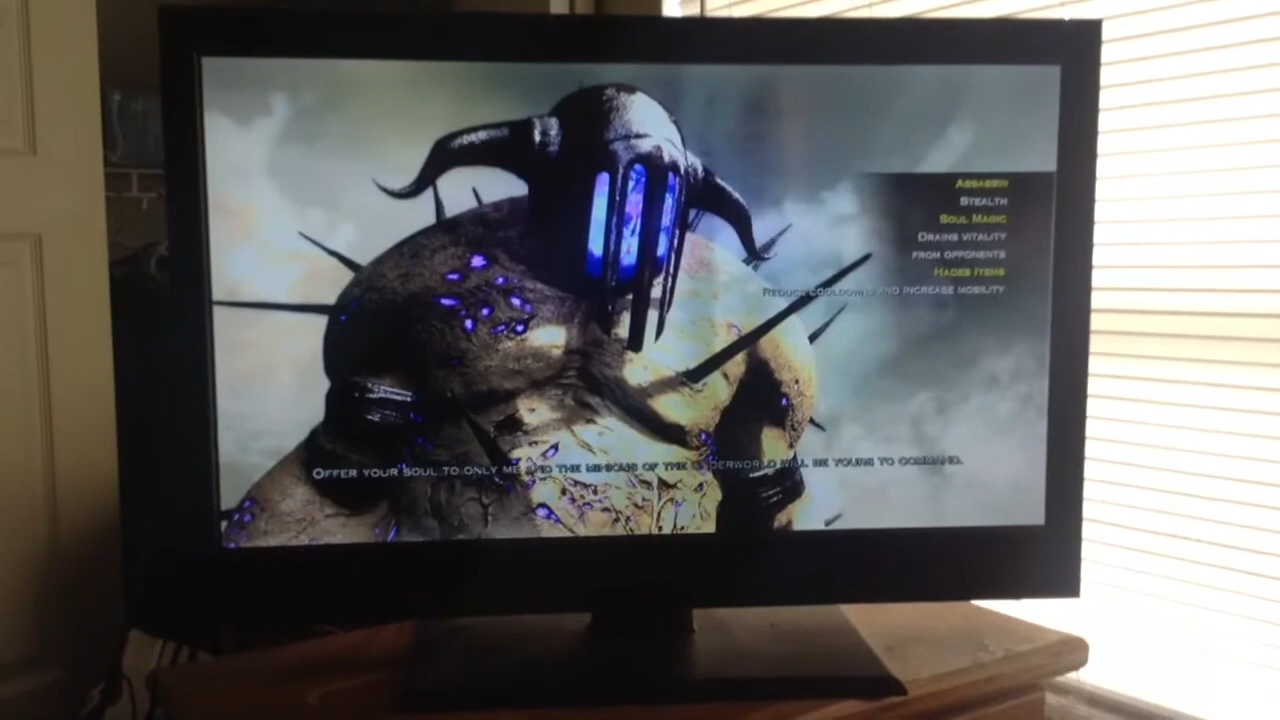 ASSASSIN
STEALTH
SOUL MAGIC
DRAINS VITALITY
FROM OPPONENTS
HADES ITEMS
REDUCE COOLDOWNS AND INCREASE MOBILITY
OFFER YOUR SOUL TO ONLY ME AND THE MINIONS OF THE UNDERWORLD WILL BE YOURS TO COMMAND.